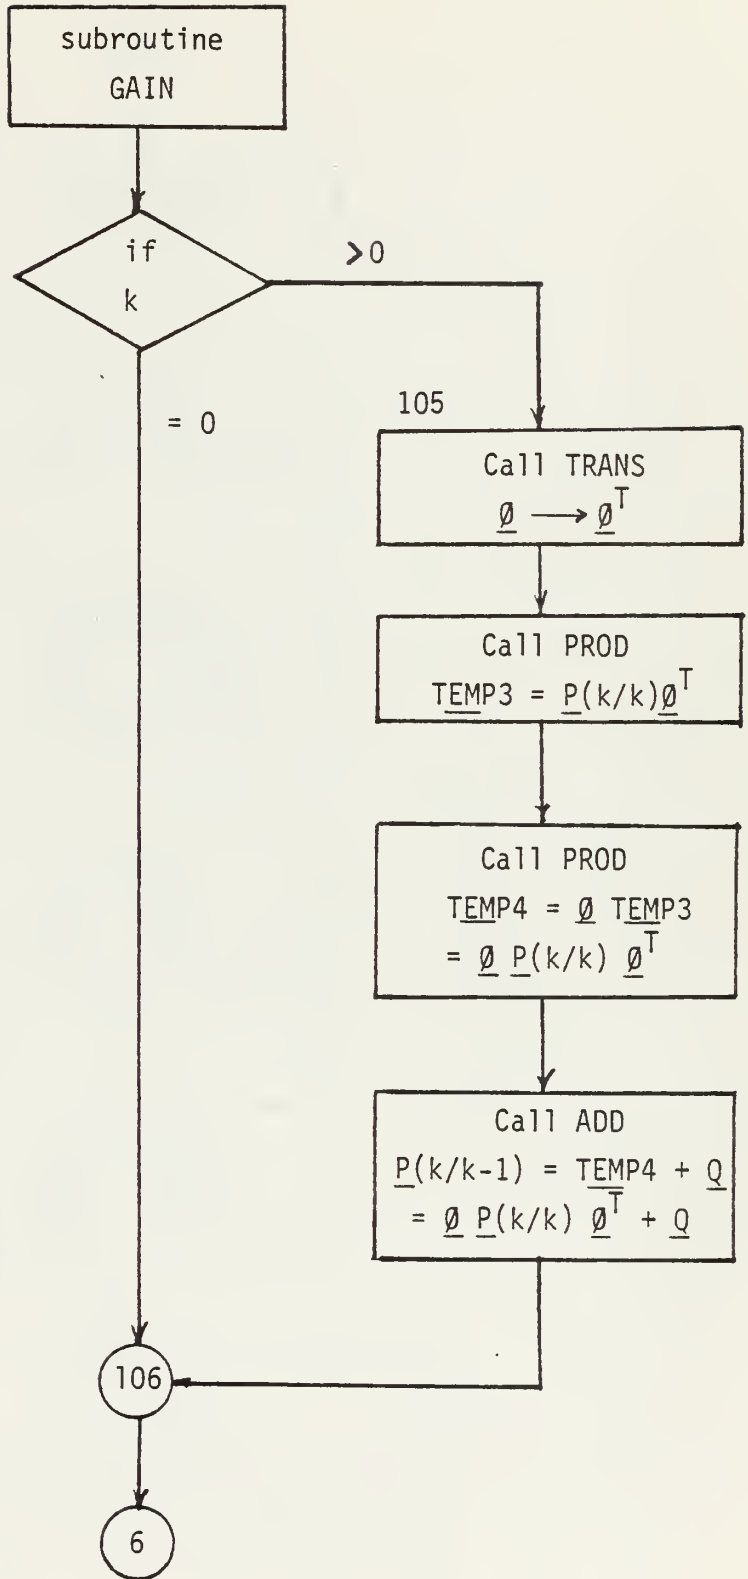 subroutine
GAIN
if
k
>0
= 0
105
Call TRANS
Ø ⟶ Ø^T
Call PROD
TEMP3 = P(k/k)Ø^T
Call PROD
TEMP4 = Ø TEMP3
= Ø P(k/k) Ø^T
Call ADD
P(k/k-1) = TEMP4 + Q
= Ø P(k/k) Ø^T + Q
106
6